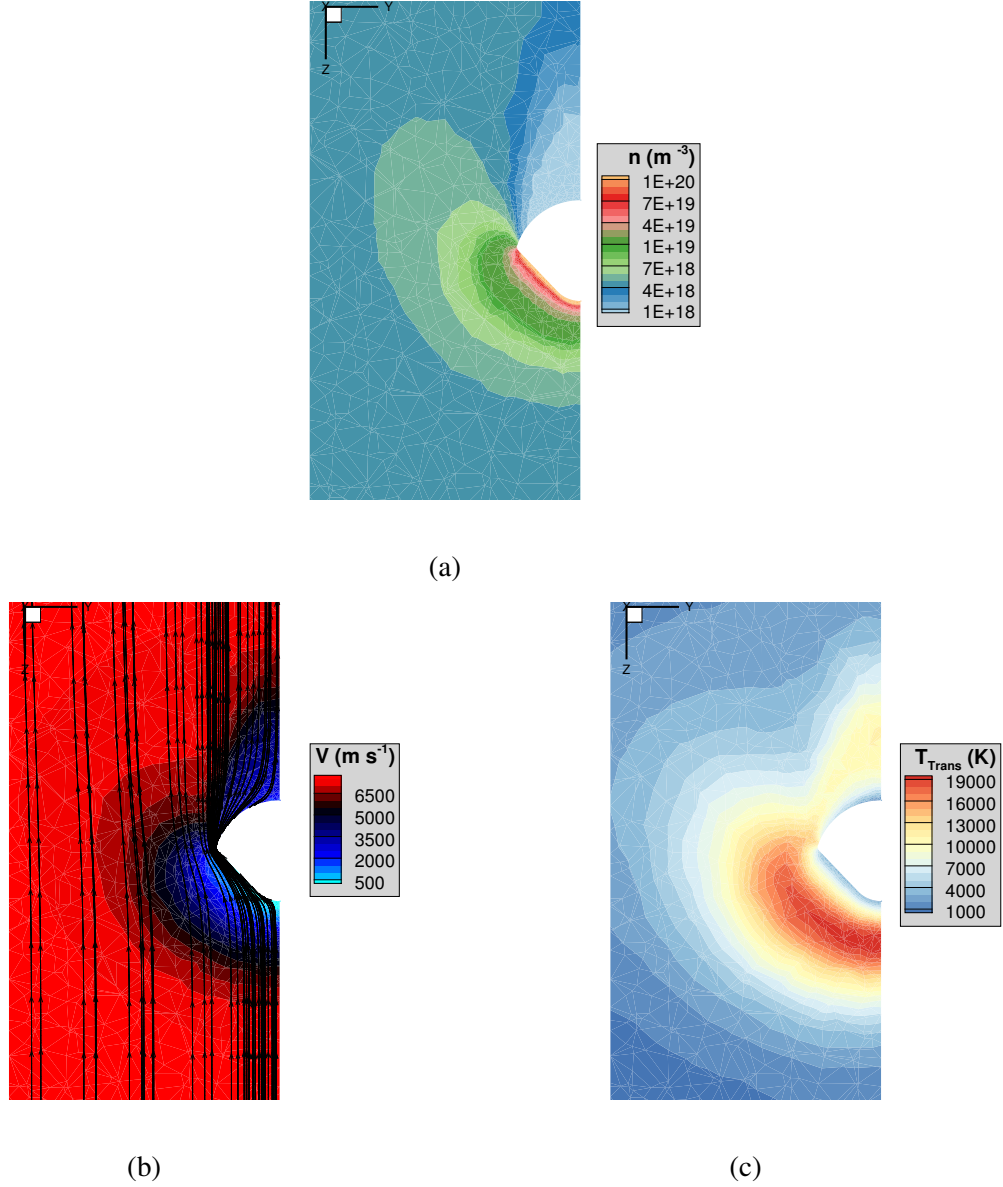 X Y
Z
n (m⁻³)
1E+20
7E+19
4E+19
1E+19
7E+18
4E+18
1E+18
(a)
X Y
Z
V (m s⁻¹)
6500
5000
3500
2000
500
(b)
X Y
Z
T_Trans (K)
19000
16000
13000
10000
7000
4000
1000
(c)